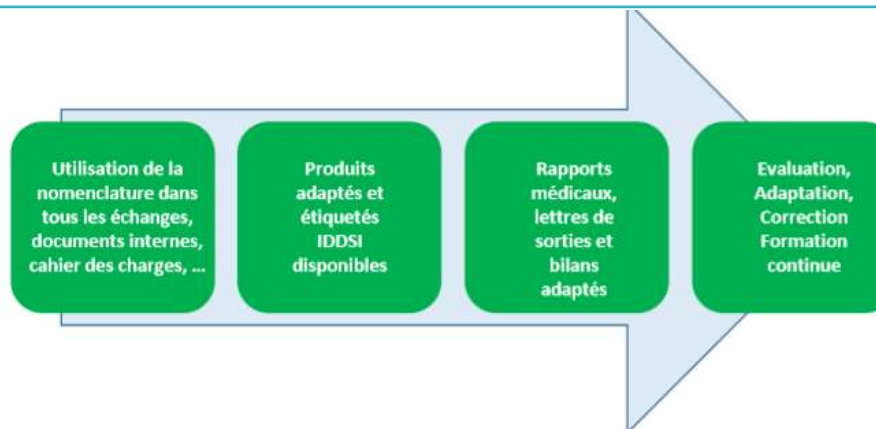 Utilisation de la
nomenclature dans
tous les échanges,
documents internes,
cahier des charges, ...
Produits
adaptés et
étiquetés
IDDSI
disponibles
Rapports
médicaux,
lettres de
sorties et
bilans
adaptés
Evaluation,
Adaptation,
Correction
Formation
continue